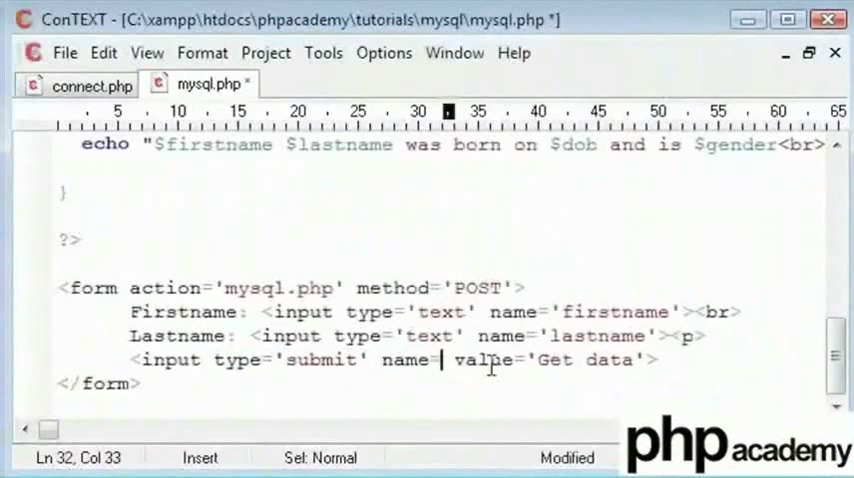 ConTEXT - [C:\xampp\htdocs\phpacademy\tutorials\mysql\mysql.php *]
File Edit View Format Project Tools Options Window Help
connect.php mysql.php *
5 10 15 20 25 30 35 40 45 50 55 60 65
echo "$firstname $lastname was born on $dob and is $gender<br>
}
?>
<form action='mysql.php' method='POST'>
Firstname: <input type='text' name='firstname'><br>
Lastname: <input type='text' name='lastname'><p>
<input type='submit' name= value='Get data'>
</form>
Ln 32, Col 33 Insert Sel: Normal Modified
php academy